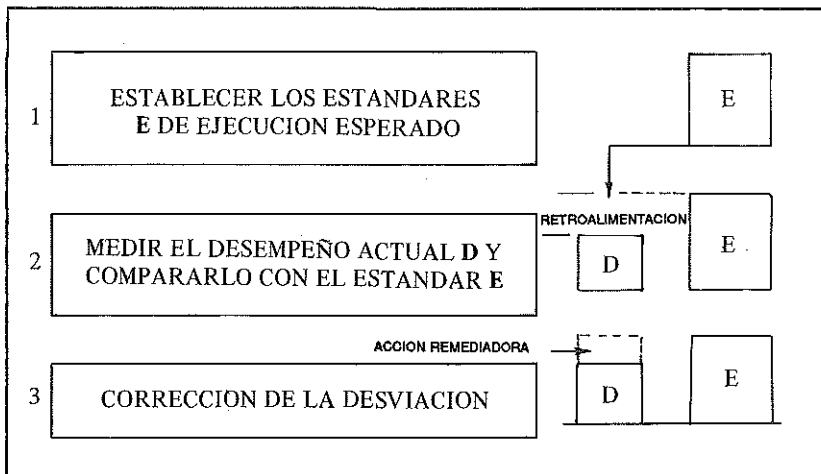 1
ESTABLECER LOS ESTANDARES
E DE EJECUCION ESPERADO
E
2
MEDIR EL DESEMPEÑO ACTUAL D Y
COMPARARLO CON EL ESTANDAR E
RETROALIMENTACION
D
E
ACCION REMEDIADORA
3
CORRECCION DE LA DESVIACION
D
E